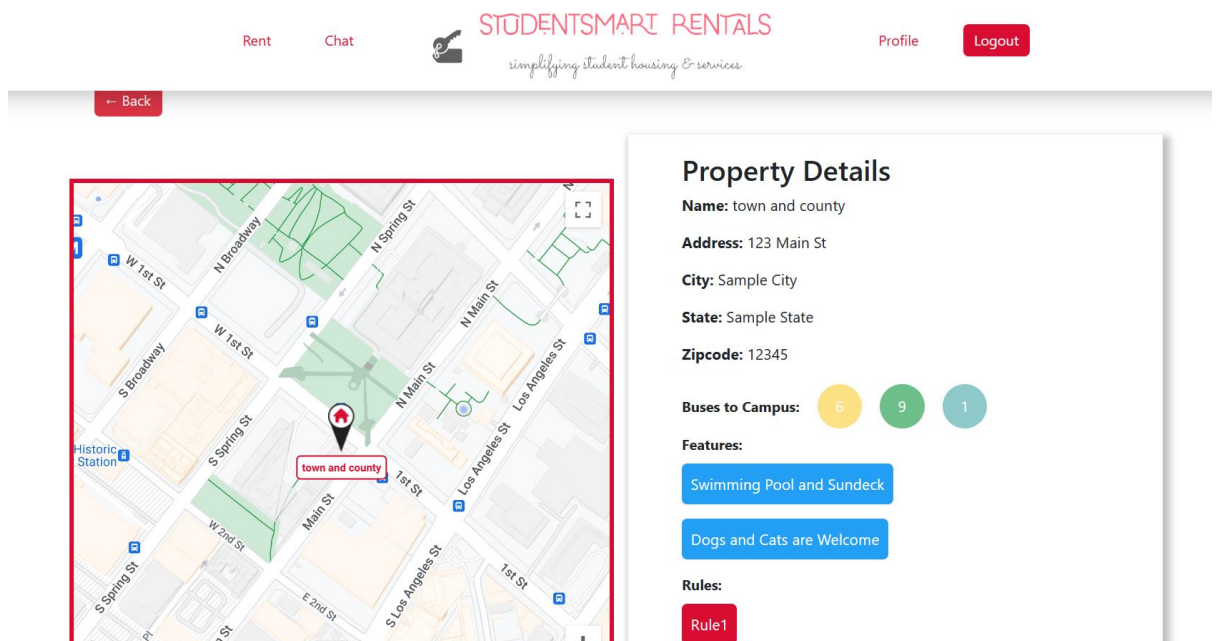 STUDENTSMART RENTALS
Rent
Chat
simplifying student housing & services
Profile
Logout
← Back
Property Details
Name: town and county
Address: 123 Main St
City: Sample City
State: Sample State
Zipcode: 12345
Buses to Campus: 6 9 1
Features:
Swimming Pool and Sundeck
Dogs and Cats are Welcome
Rules:
Rule1
N Spring St
N Broadway
W 1st St
N Main St
W 1st St
S Broadway
Los Angeles St
N Main St
S Spring St
Historic
Station
town and county
Los Angeles St
1st St
Main St
W 2nd St
S Los Angeles St
1st St
S Spring St
E 2nd St
Pl
St